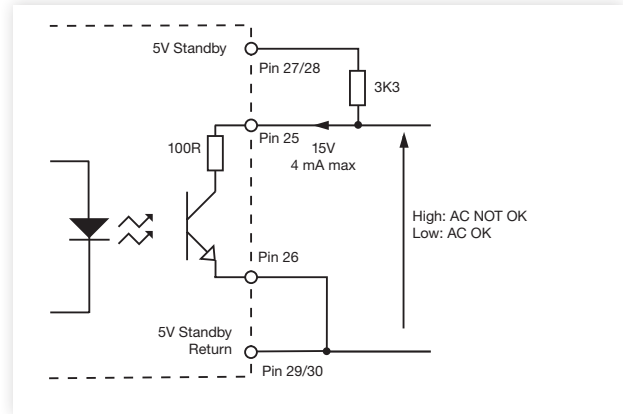 5V Standby
Pin 27/28
3K3
Pin 25
100R
15V
4 mA max
High: AC NOT OK
Low: AC OK
Pin 26
5V Standby
Return
Pin 29/30